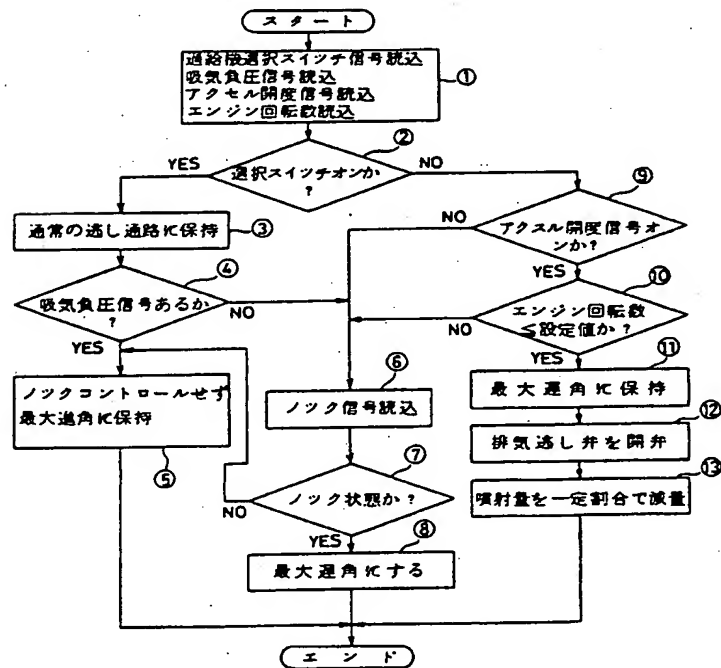 スタート
過給機選択スイッチ信号読込
吸気負圧信号読込
アクセル開度信号読込
エンジン回転数読込
①
②
選択スイッチオンか
?
YES
NO
③
通常の逃し通路に保持
④
吸気負圧信号あるか
?
NO
YES
⑤
ノックコントロールせず
最大進角に保持
⑥
ノック信号読込
⑦
ノック状態か?
NO
YES
⑧
最大遅角にする
⑨
アクスル開度信号オ
ンか?
NO
YES
⑩
エンジン回転数
≦設定値か?
NO
YES
⑪
最大遅角に保持
⑫
排気逃し弁を開弁
⑬
噴射量を一定割合で減量
エンド